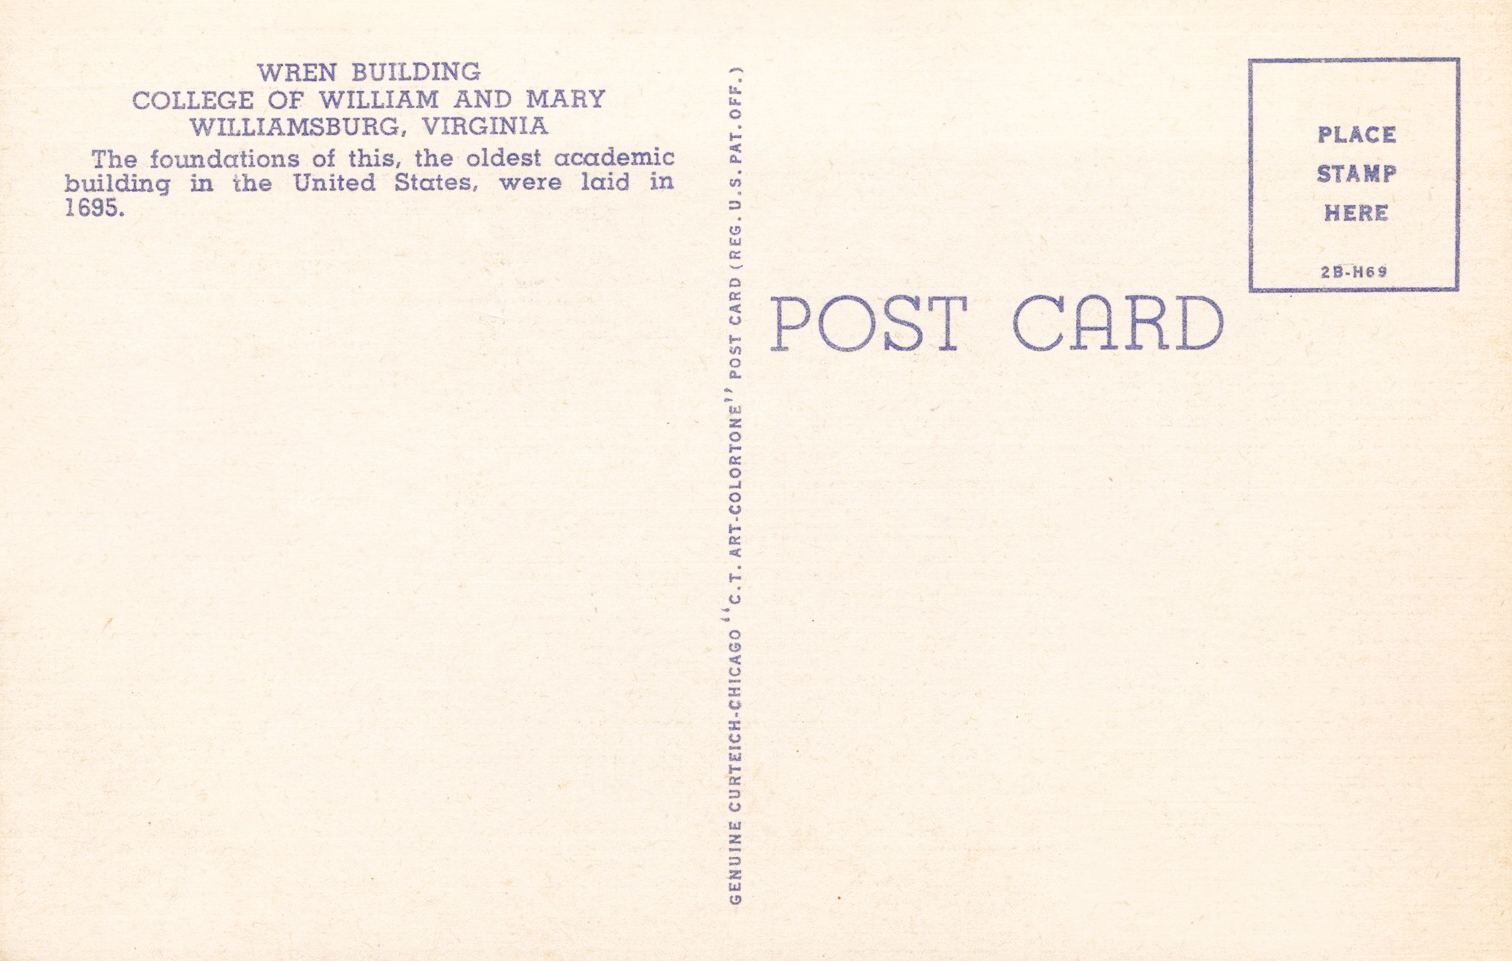 WREN BUILDING
COLLEGE OF WILLIAM AND MARY
WILLIAMSBURG, VIRGINIA
The foundations of this, the oldest academic
building in the United States, were laid in
1695.
GENUINE CURTEICH-CHICAGO "C.T. ART-COLORTONE" POST CARD (REG. U.S. PAT. OFF.)
POST CARD
PLACE
STAMP
HERE
2B-H69